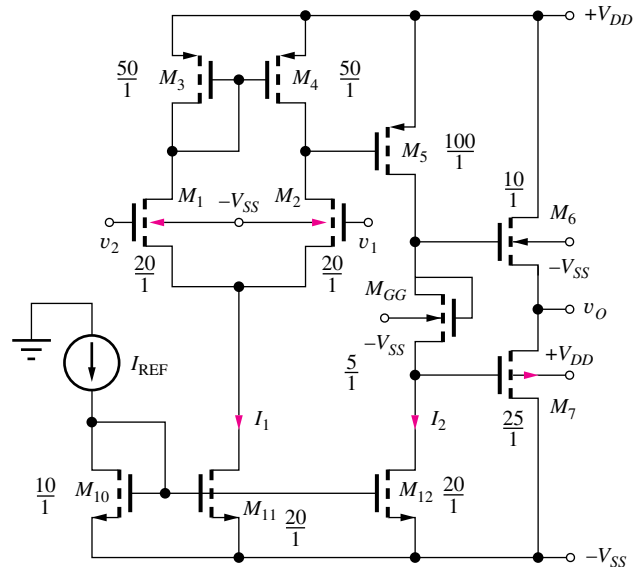 +V_DD
50/1
M_3
M_4
50/1
M_5
100/1
10/1
M_1
M_2
M_6
−V_SS
v_2
v_1
20/1
20/1
−V_SS
M_GG
v_O
−V_SS
+V_DD
I_REF
5/1
25/1
M_7
I_1
I_2
10/1
M_10
M_11
20/1
M_12
20/1
−V_SS